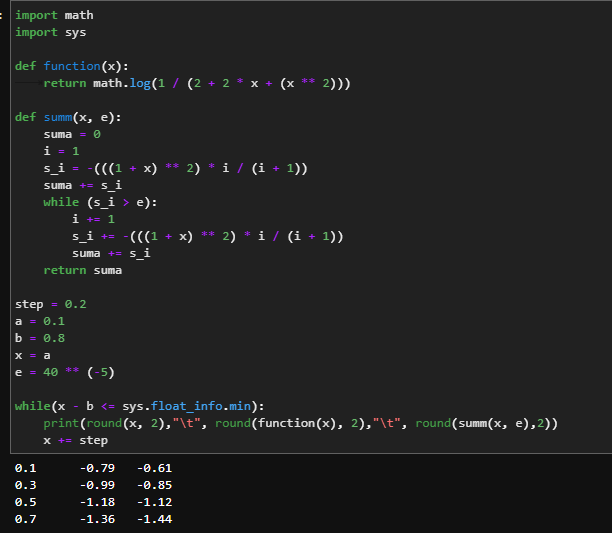 import math
import sys
def function(x):
    return math.log(1 / (2 + 2 * x + (x ** 2)))
def summ(x, e):
    suma = 0
    i = 1
    s_i = -(((1 + x) ** 2) * i / (i + 1))
    suma += s_i
    while (s_i > e):
        i += 1
        s_i += -(((1 + x) ** 2) * i / (i + 1))
        suma += s_i
    return suma
step = 0.2
a = 0.1
b = 0.8
x = a
e = 40 ** (-5)
while(x - b <= sys.float_info.min):
    print(round(x, 2),"\t", round(function(x), 2),"\t", round(summ(x, e),2))
    x += step
0.1 -0.79 -0.61
0.3 -0.99 -0.85
0.5 -1.18 -1.12
0.7 -1.36 -1.44